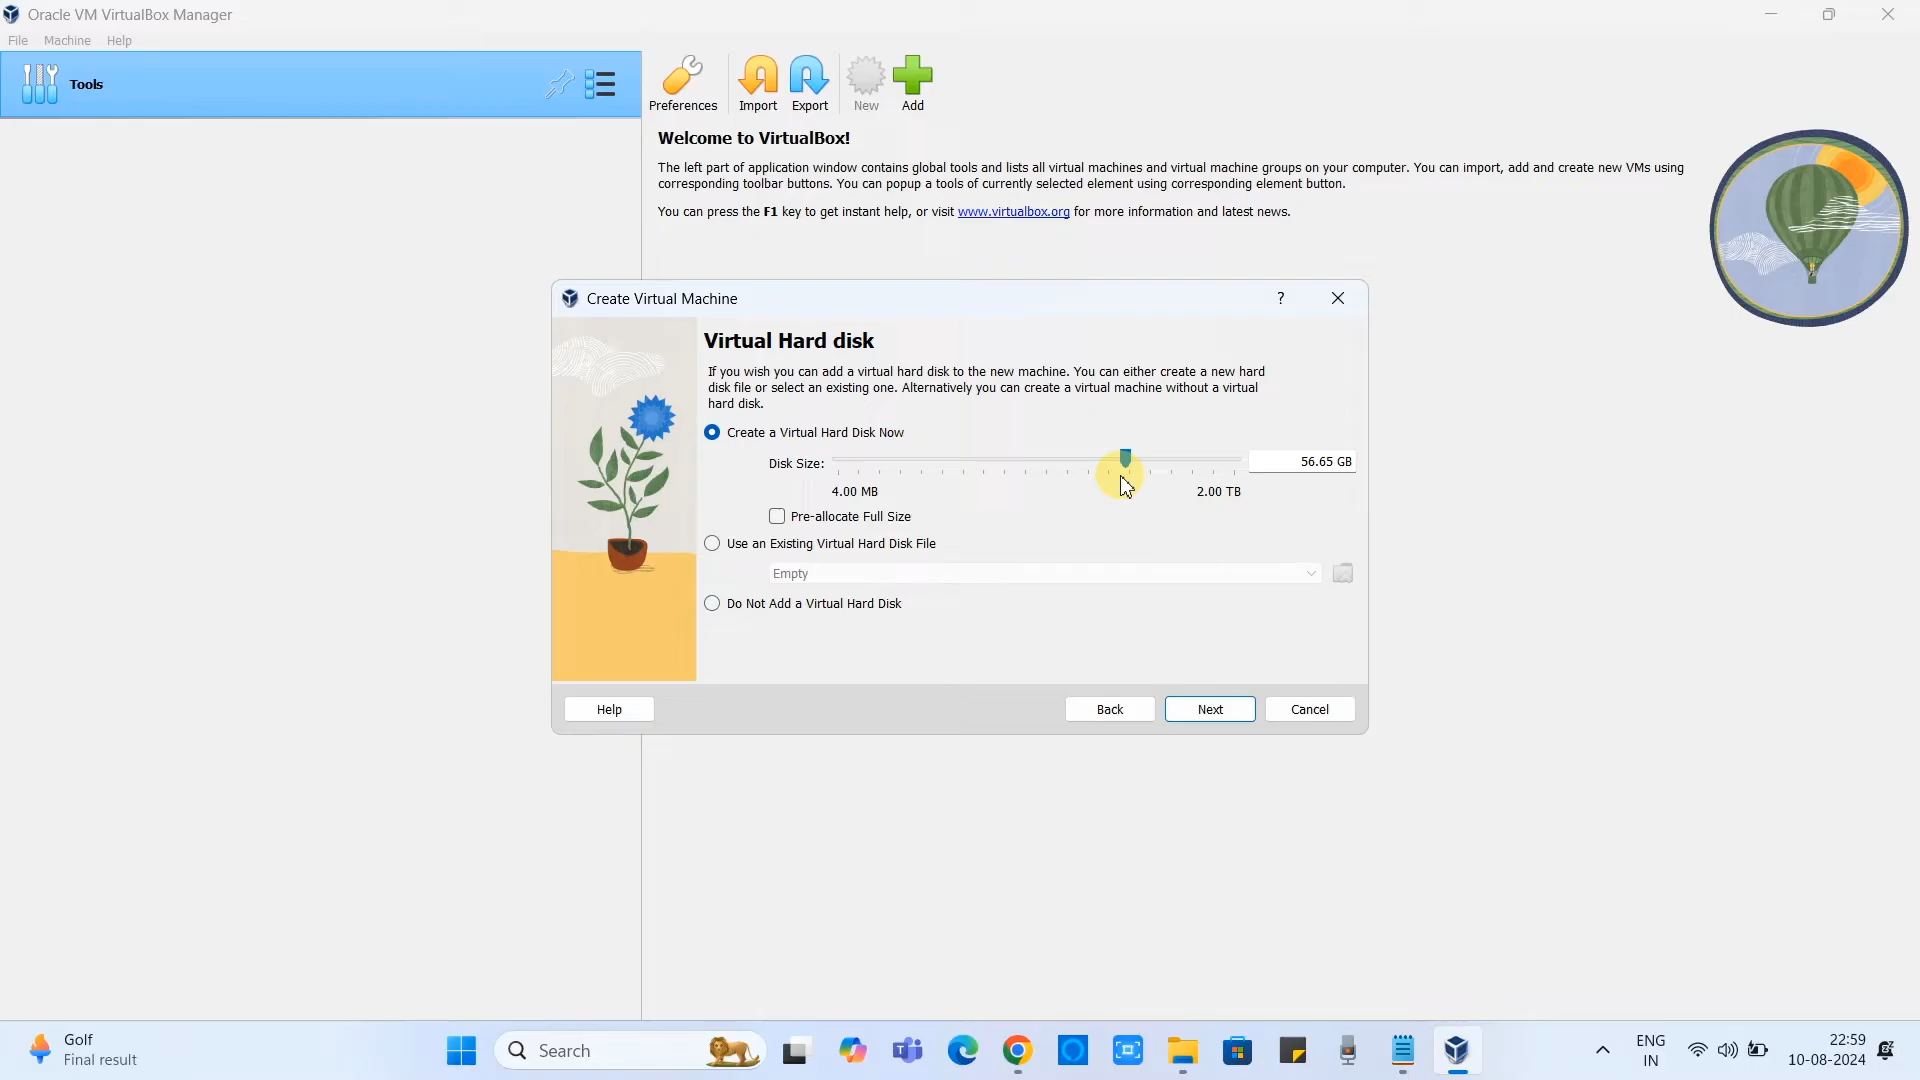 Oracle VM VirtualBox Manager
File Machine Help
Tools
Preferences Import Export New Add
Welcome to VirtualBox!
The left part of application window contains global tools and lists all virtual machines and virtual machine groups on your computer. You can import, add and create new VMs using
corresponding toolbar buttons. You can popup a tools of currently selected element using corresponding element button.
You can press the F1 key to get instant help, or visit www.virtualbox.org for more information and latest news.
Create Virtual Machine
?
Virtual Hard disk
If you wish you can add a virtual hard disk to the new machine. You can either create a new hard
disk file or select an existing one. Alternatively you can create a virtual machine without a virtual
hard disk.
Create a Virtual Hard Disk Now
Disk Size: 56.65 GB
4.00 MB 2.00 TB
Pre-allocate Full Size
Use an Existing Virtual Hard Disk File
Empty
Do Not Add a Virtual Hard Disk
Help Back Next Cancel
Golf
Final result
Search
ENG
IN
22:59
10-08-2024